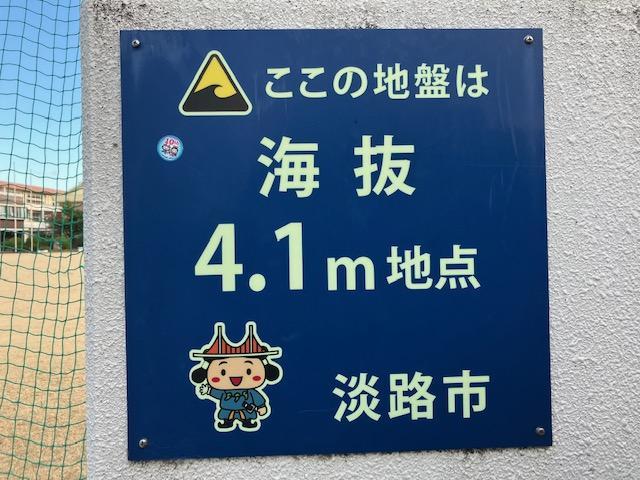 ここの地盤は
海抜
4.1m地点
淡路市